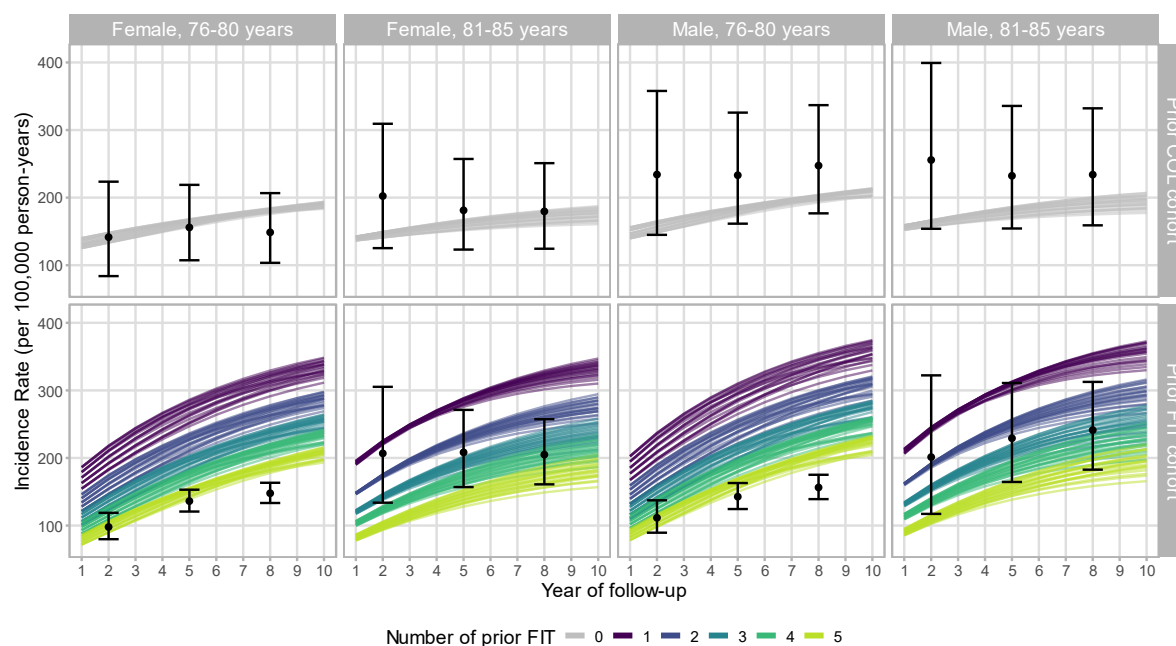 Female, 76-80 years
Female, 81-85 years
Male, 76-80 years
Male, 81-85 years
Incidence Rate (per 100,000 person-years)
400
300
200
100
Prior COL cohort
400
300
200
100
Prior FIT cohort
1 2 3 4 5 6 7 8 9 10
1 2 3 4 5 6 7 8 9 10
1 2 3 4 5 6 7 8 9 10
1 2 3 4 5 6 7 8 9 10
Year of follow-up
Number of prior FIT 0 1 2 3 4 5